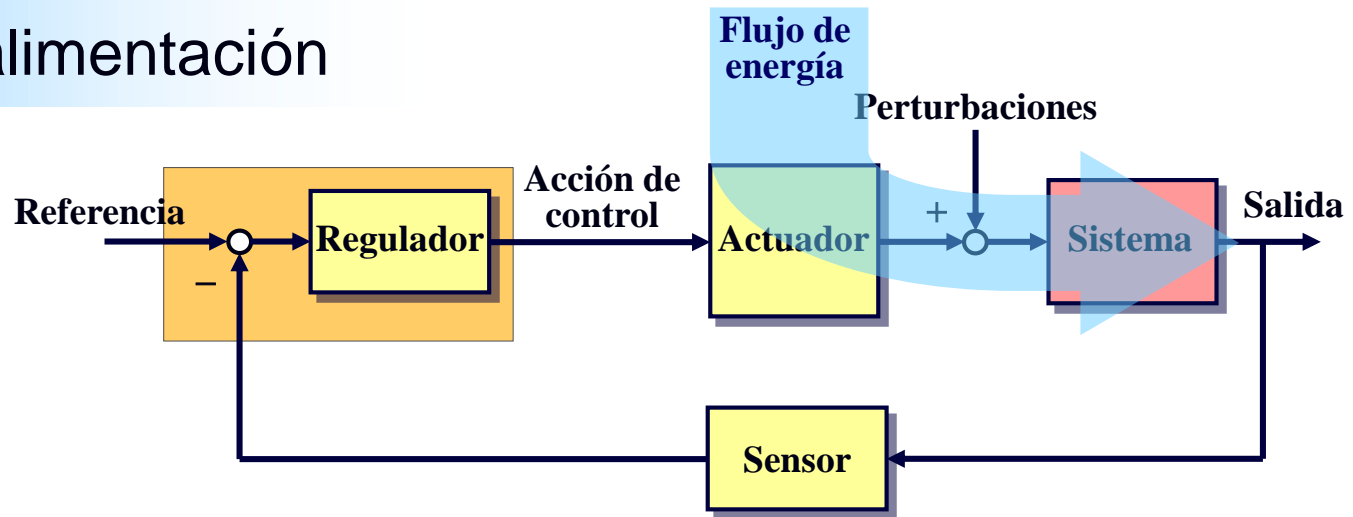 alimentación
Flujo de
energía
Perturbaciones
Referencia
Regulador
Acción de
control
Actuador
+
Sistema
Salida
−
Sensor